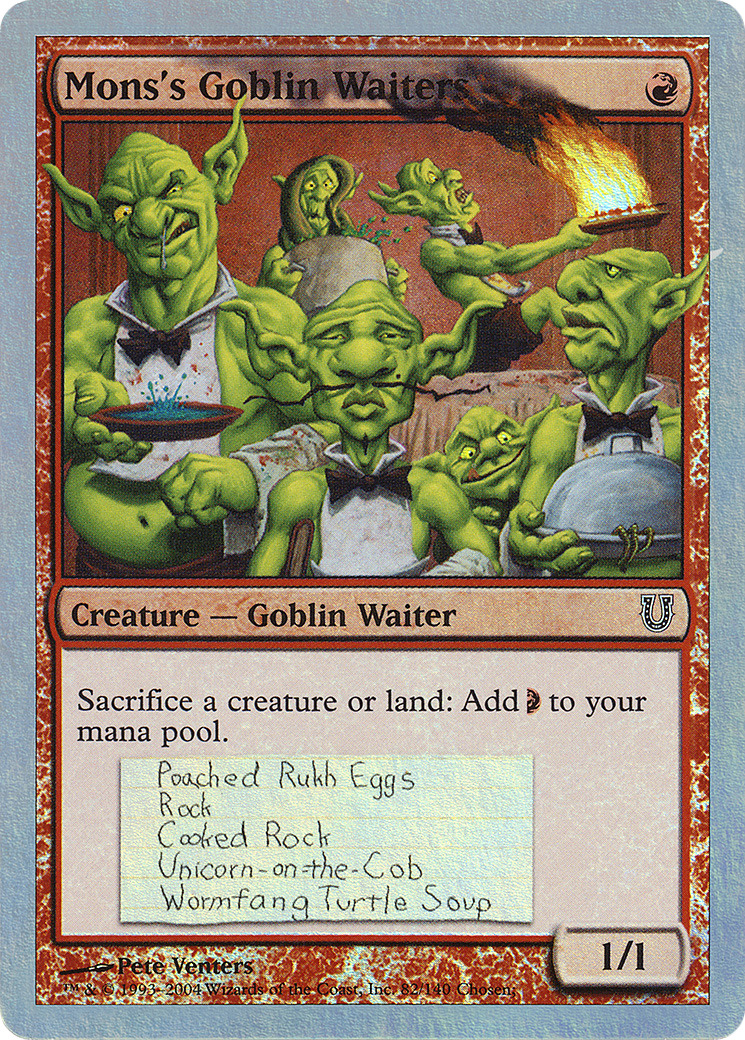 Mons's Goblin Waiters
Creature — Goblin Waiter
Sacrifice a creature or land: Add to your
mana pool.
Poached Rukh Eggs
Rock
Cooked Rock
Unicorn-on-the-Cob
Wormfang Turtle Soup
1/1
Pete Venters
™ & © 1993–2004 Wizards of the Coast, Inc. 82/140 Chosen;